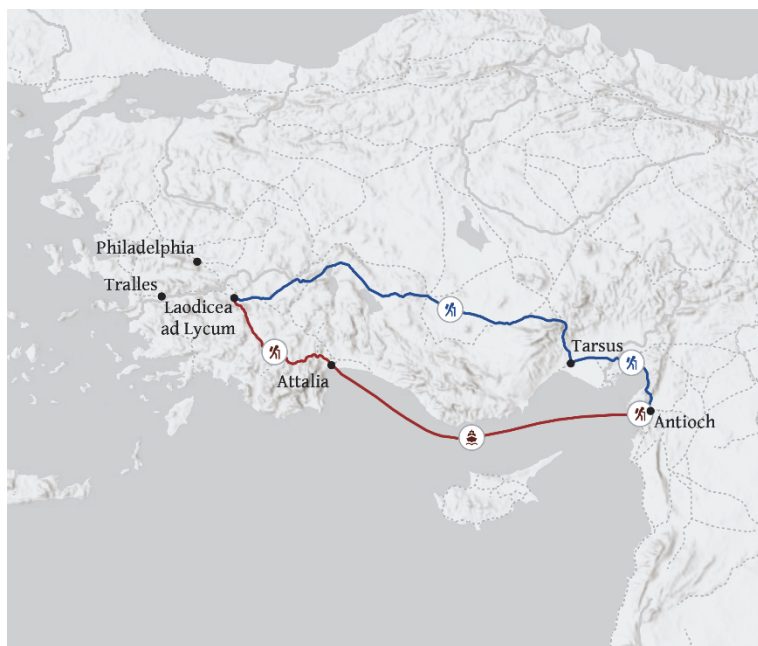 Philadelphia
Tralles
Laodicea
ad Lycum
Tarsus
Attalia
Antioch